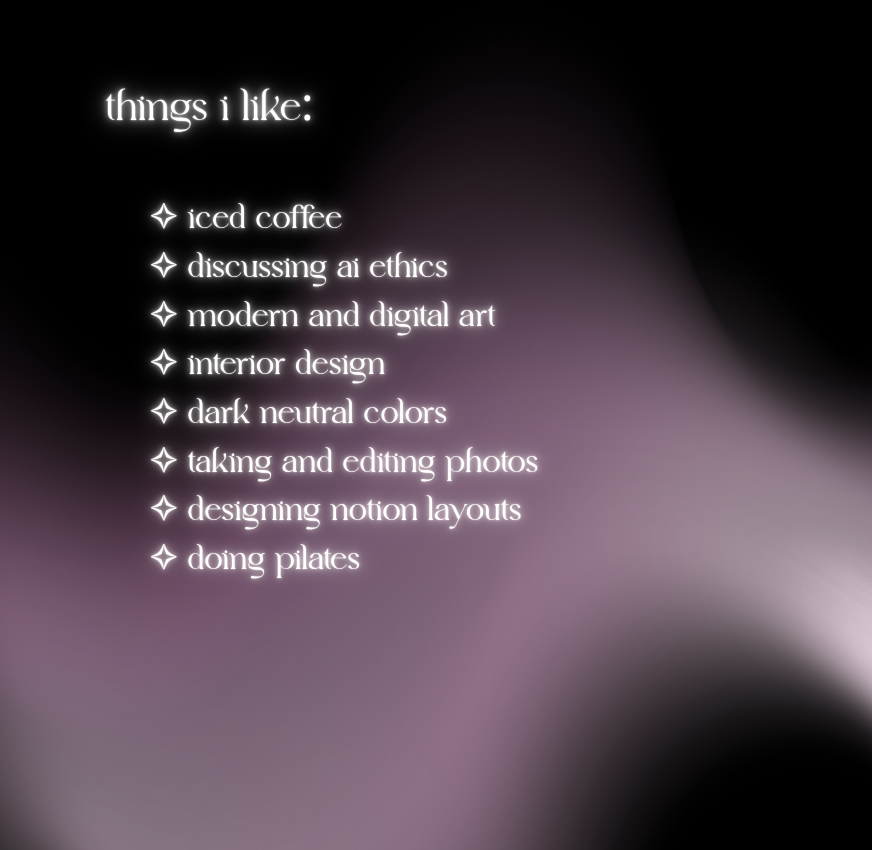 things i like:
✧ iced coffee
✧ discussing ai ethics
✧ modern and digital art
✧ interior design
✧ dark neutral colors
✧ taking and editing photos
✧ designing notion layouts
✧ doing pilates